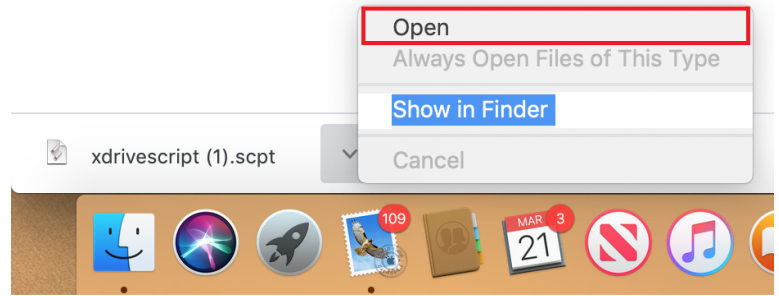 Open
Always Open Files of This Type
Show in Finder
xdrivescript (1).scpt
Cancel
109
MAR 3
21